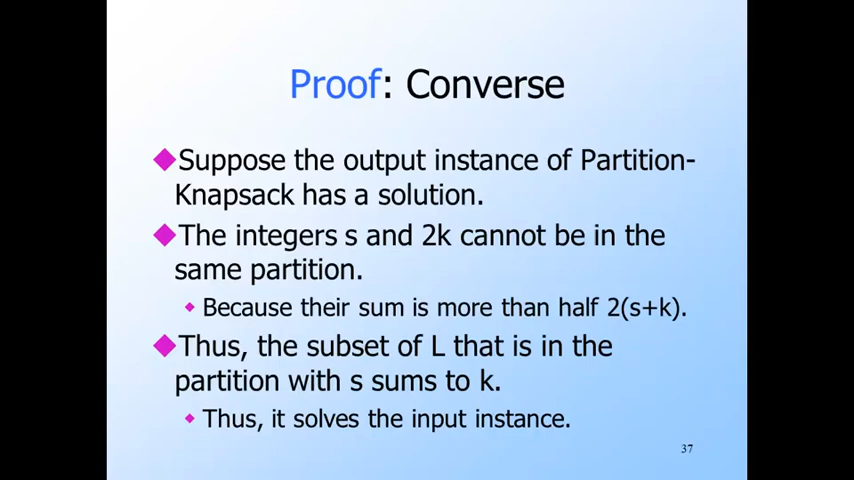 Proof: Converse
Suppose the output instance of Partition-
Knapsack has a solution.
The integers s and 2k cannot be in the
same partition.
Because their sum is more than half 2(s+k).
Thus, the subset of L that is in the
partition with s sums to k.
Thus, it solves the input instance.
37